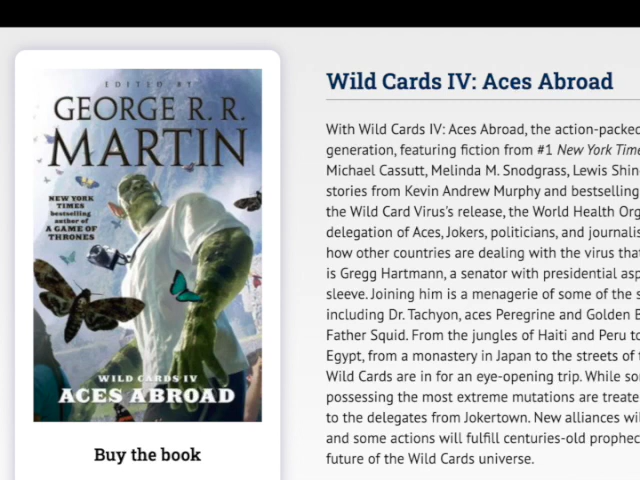 EDITED BY
GEORGE R. R.
MARTIN
NEW YORK
TIMES
bestselling
author of
A GAME OF
THRONES
WILD CARDS IV
ACES ABROAD
Buy the book
Wild Cards IV: Aces Abroad
With Wild Cards IV: Aces Abroad, the action-packed
generation, featuring fiction from #1 New York Time
Michael Cassutt, Melinda M. Snodgrass, Lewis Shin
stories from Kevin Andrew Murphy and bestselling
the Wild Card Virus's release, the World Health Org
delegation of Aces, Jokers, politicians, and journalis
how other countries are dealing with the virus that
is Gregg Hartmann, a senator with presidential asp
sleeve. Joining him is a menagerie of some of the s
including Dr. Tachyon, aces Peregrine and Golden B
Father Squid. From the jungles of Haiti and Peru to
Egypt, from a monastery in Japan to the streets of t
Wild Cards are in for an eye-opening trip. While so
possessing the most extreme mutations are treate
to the delegates from Jokertown. New alliances wil
and some actions will fulfill centuries-old prophec
future of the Wild Cards universe.